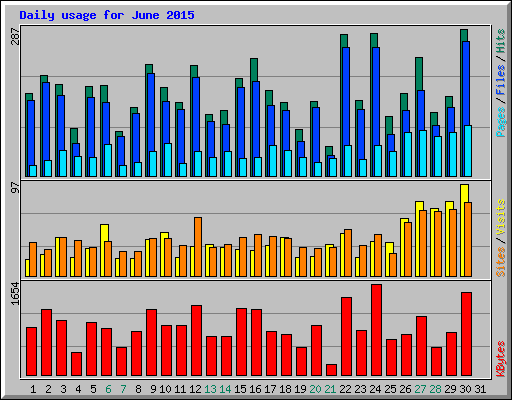 Daily usage for June 2015
287
Pages / Files / Hits
97
Sites / Visits
1654
KBytes
1 2 3 4 5 6 7 8 9 10 11 12 13 14 15 16 17 18 19 20 21 22 23 24 25 26 27 28 29 30 31